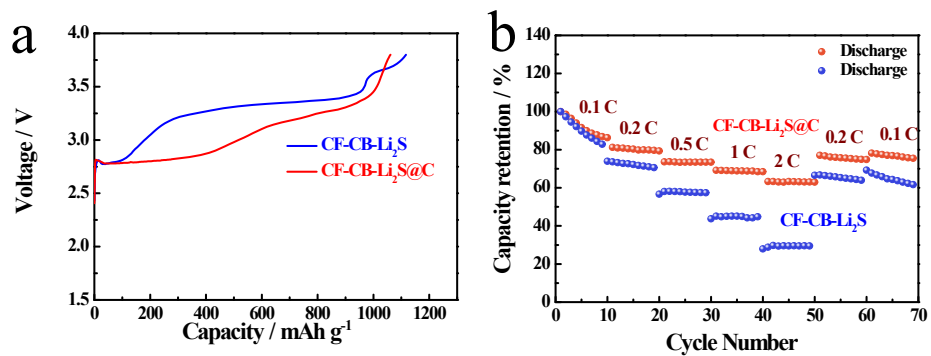 a
4.0
3.5
3.0
2.5
2.0
1.5
Voltage / V
0 200 400 600 800 1000 1200
Capacity / mAh g-1
CF-CB-Li2S
CF-CB-Li2S@C
b
140
120
100
80
60
40
20
0
Capacity retention / %
0 10 20 30 40 50 60 70
Cycle Number
Discharge
Discharge
0.1 C
0.2 C
0.5 C
1 C
2 C
0.2 C
0.1 C
CF-CB-Li2S@C
CF-CB-Li2S